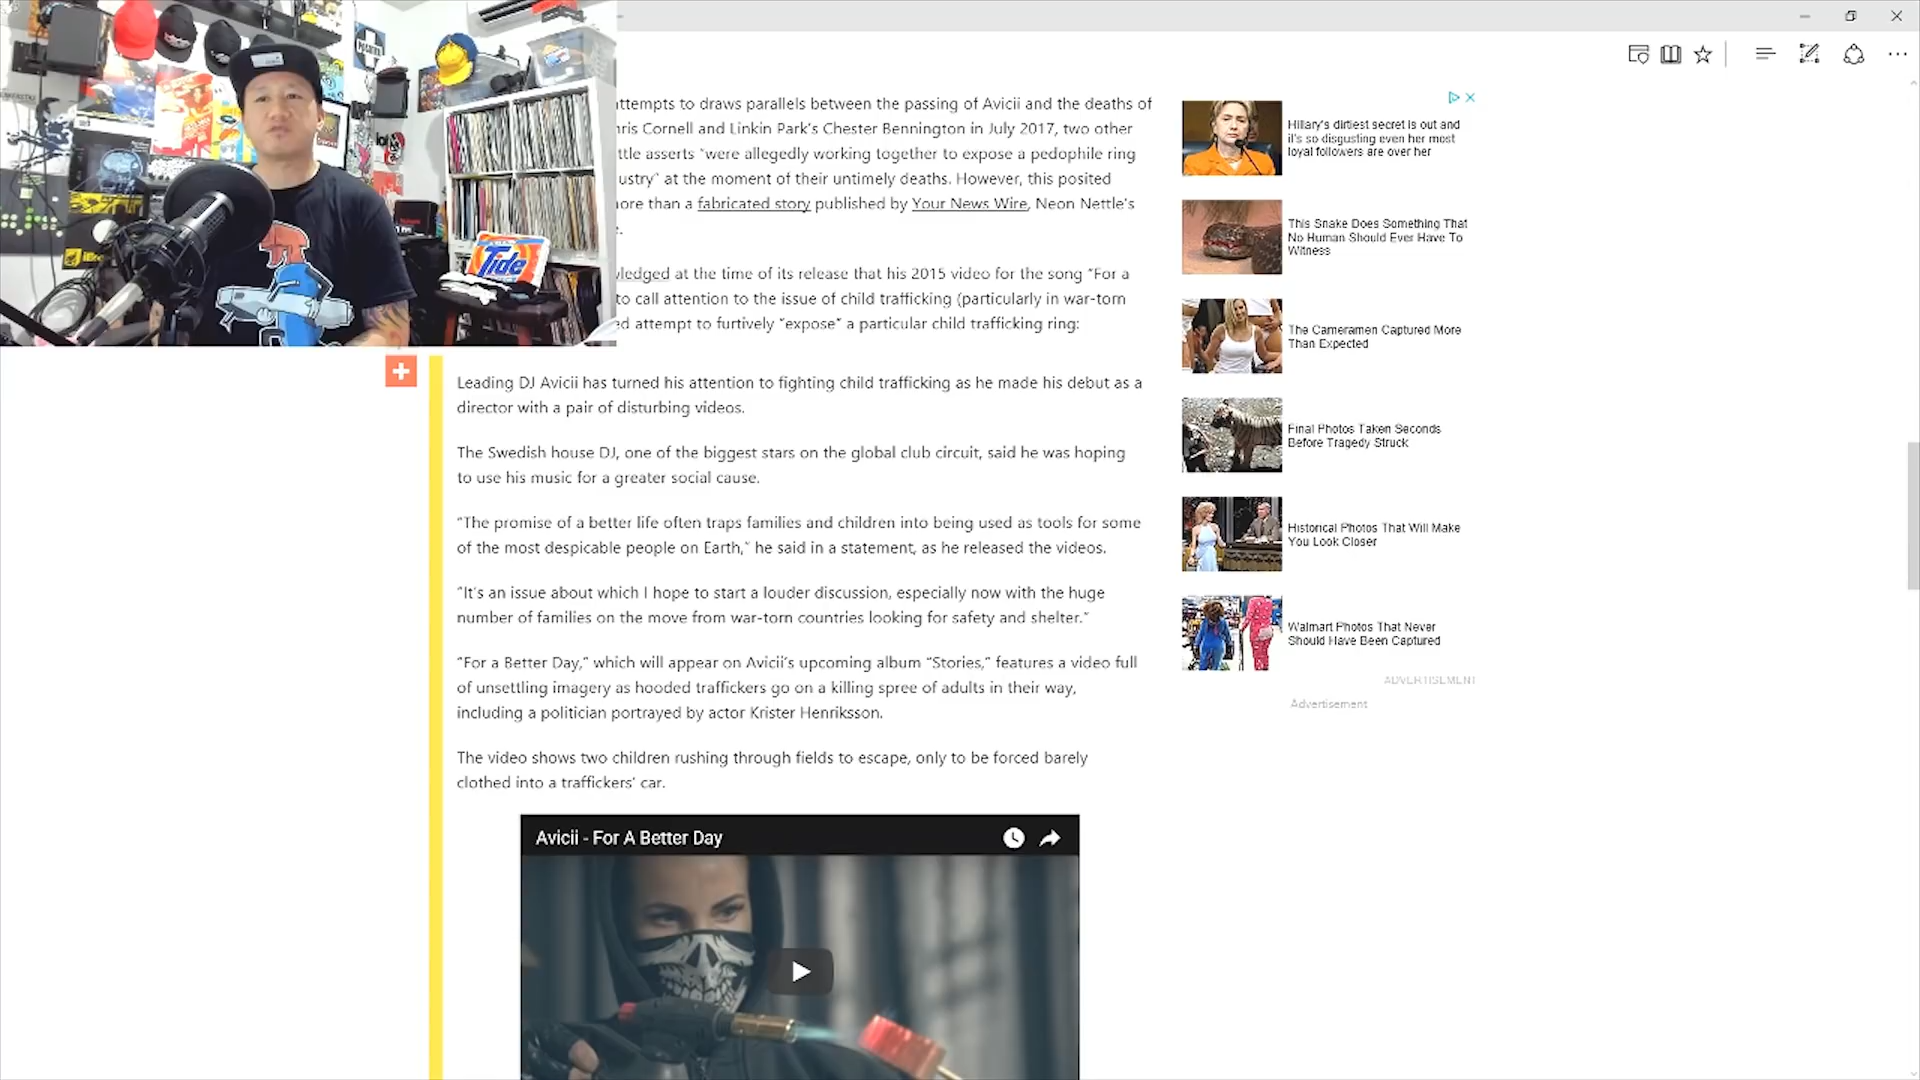 POSITIVE
Tide
attempts to draws parallels between the passing of Avicii and the deaths of
hris Cornell and Linkin Park's Chester Bennington in July 2017, two other
ttle asserts "were allegedly working together to expose a pedophile ring
ustry" at the moment of their untimely deaths. However, this posited
ore than a fabricated story published by Your News Wire, Neon Nettle's
e.
wledged at the time of its release that his 2015 video for the song "For a
to call attention to the issue of child trafficking (particularly in war-torn
ed attempt to furtively "expose" a particular child trafficking ring:
Leading DJ Avicii has turned his attention to fighting child trafficking as he made his debut as a
director with a pair of disturbing videos.
The Swedish house DJ, one of the biggest stars on the global club circuit, said he was hoping
to use his music for a greater social cause.
"The promise of a better life often traps families and children into being used as tools for some
of the most despicable people on Earth," he said in a statement, as he released the videos.
"It's an issue about which I hope to start a louder discussion, especially now with the huge
number of families on the move from war-torn countries looking for safety and shelter."
"For a Better Day," which will appear on Avicii's upcoming album "Stories," features a video full
of unsettling imagery as hooded traffickers go on a killing spree of adults in their way,
including a politician portrayed by actor Krister Henriksson.
The video shows two children rushing through fields to escape, only to be forced barely
clothed into a traffickers' car.
Avicii - For A Better Day
Hillary's dirtiest secret is out and
it's so disgusting even her most
loyal followers are over her
This Snake Does Something That
No Human Should Ever Have To
Witness
The Cameramen Captured More
Than Expected
Final Photos Taken Seconds
Before Tragedy Struck
Historical Photos That Will Make
You Look Closer
Walmart Photos That Never
Should Have Been Captured
ADVERTISEMENT
Advertisement